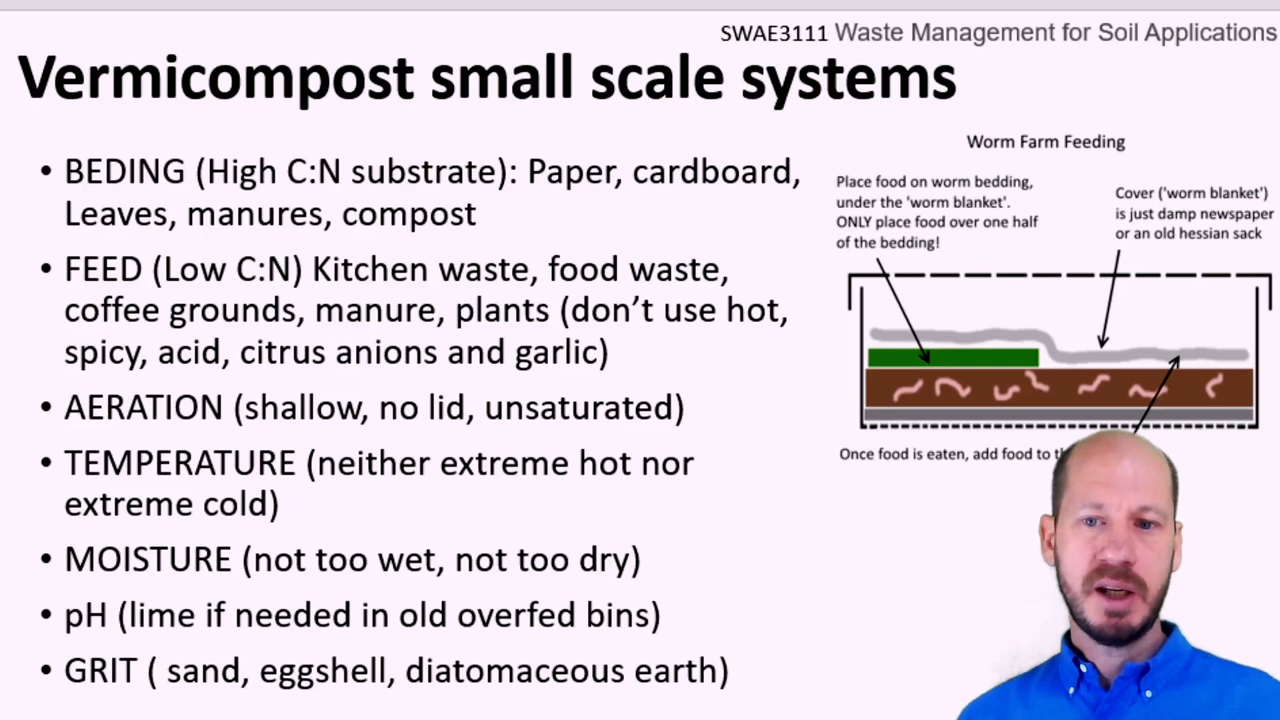 SWAE3111 Waste Management for Soil Applications
Vermicompost small scale systems
• BEDING (High C:N substrate): Paper, cardboard,
Leaves, manures, compost
• FEED (Low C:N) Kitchen waste, food waste,
coffee grounds, manure, plants (don’t use hot,
spicy, acid, citrus anions and garlic)
• AERATION (shallow, no lid, unsaturated)
• TEMPERATURE (neither extreme hot nor
extreme cold)
• MOISTURE (not too wet, not too dry)
• pH (lime if needed in old overfed bins)
• GRIT ( sand, eggshell, diatomaceous earth)
Worm Farm Feeding
Place food on worm bedding,
under the 'worm blanket'.
ONLY place food over one half
of the bedding!
Cover ('worm blanket')
is just damp newspaper
or an old hessian sack
Once food is eaten, add food to